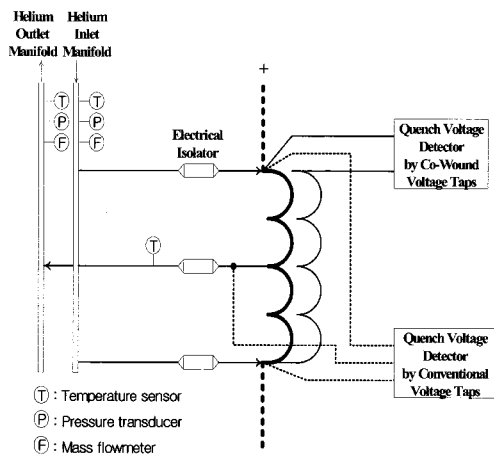 Helium
Outlet
Manifold
Helium
Inlet
Manifold
T
T
P
P
F
F
Electrical
Isolator
+
Quench Voltage
Detector
by Co-Wound
Voltage Taps
T
Quench Voltage
Detector
by Conventional
Voltage Taps
T : Temperature sensor
P : Pressure transducer
F : Mass flowmeter